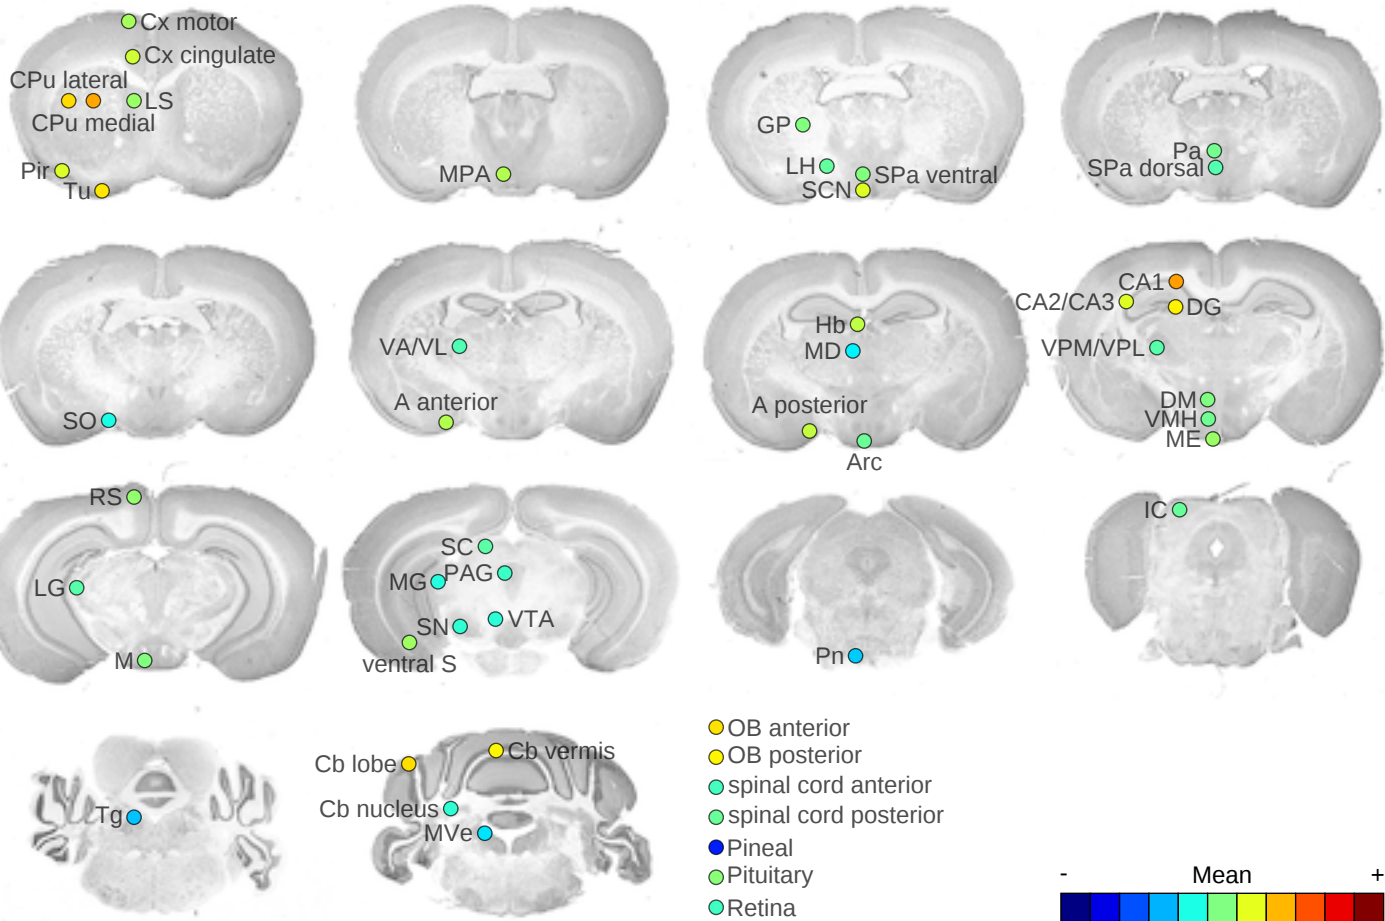 Cx motor
Cx cingulate
CPu lateral
LS
CPu medial
Pir
Tu
MPA
GP
LH
SPa ventral
SCN
Pa
SPa dorsal
SO
VA/VL
A anterior
Hb
MD
A posterior
Arc
CA1
CA2/CA3
DG
VPM/VPL
DM
VMH
ME
RS
LG
M
SC
PAG
MG
SN
VTA
ventral S
Pn
IC
Tg
Cb lobe
Cb vermis
Cb nucleus
MVe
OB anterior
OB posterior
spinal cord anterior
spinal cord posterior
Pineal
Pituitary
Retina
- Mean +